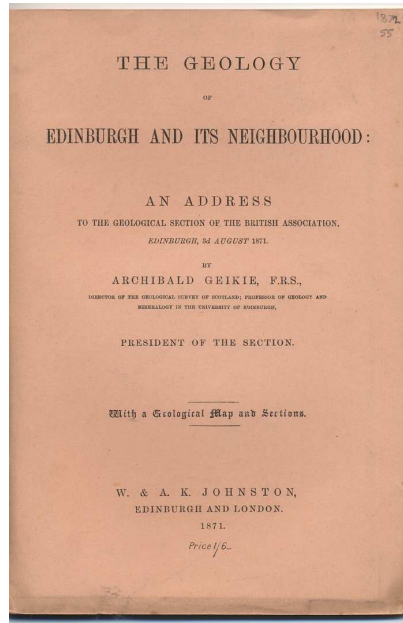 1872
55
THE GEOLOGY
OF
EDINBURGH AND ITS NEIGHBOURHOOD:
AN ADDRESS
TO THE GEOLOGICAL SECTION OF THE BRITISH ASSOCIATION,
EDINBURGH, 3d AUGUST 1871.
BY
ARCHIBALD GEIKIE, F.R.S.,
DIRECTOR OF THE GEOLOGICAL SURVEY OF SCOTLAND; PROFESSOR OF GEOLOGY AND
MINERALOGY IN THE UNIVERSITY OF EDINBURGH,
PRESIDENT OF THE SECTION.
With a Geological Map and Sections.
W. & A. K. JOHNSTON,
EDINBURGH AND LONDON.
1871.
Price 1/6